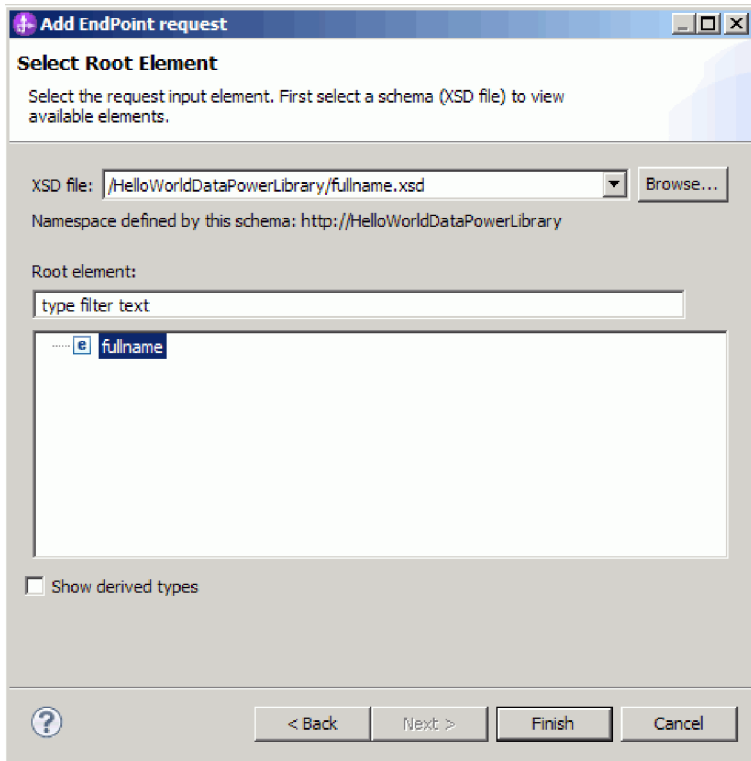 Add EndPoint request
Select Root Element
Select the request input element. First select a schema (XSD file) to view
available elements.
XSD file: /HelloWorldDataPowerLibrary/fullname.xsd Browse...
Namespace defined by this schema: http://HelloWorldDataPowerLibrary
Root element:
type filter text
e fullname
Show derived types
? < Back Next > Finish Cancel